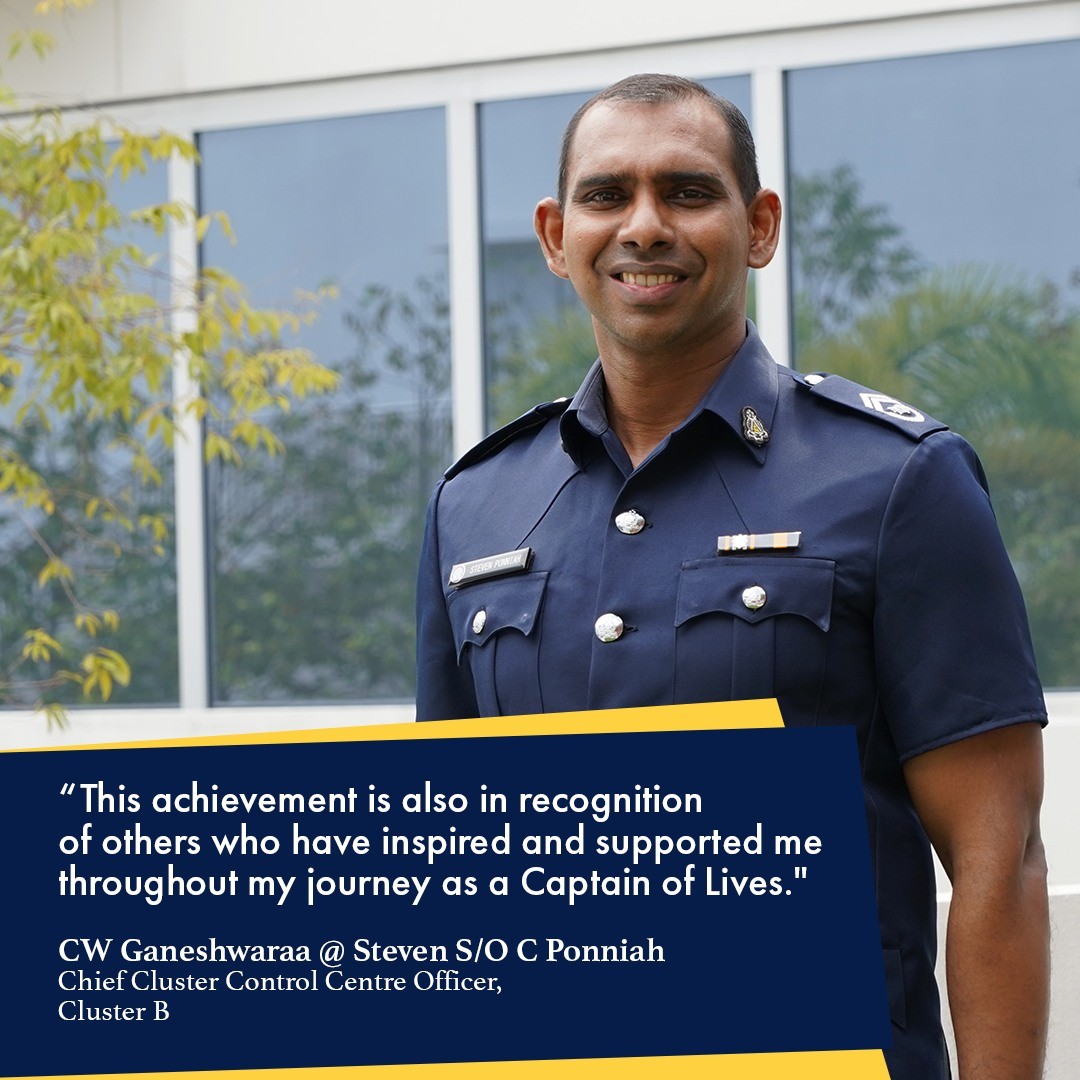 STEVEN PONNIAH
“This achievement is also in recognition
of others who have inspired and supported me
throughout my journey as a Captain of Lives."
CW Ganeshwaraa @ Steven S/O C Ponniah
Chief Cluster Control Centre Officer,
Cluster B